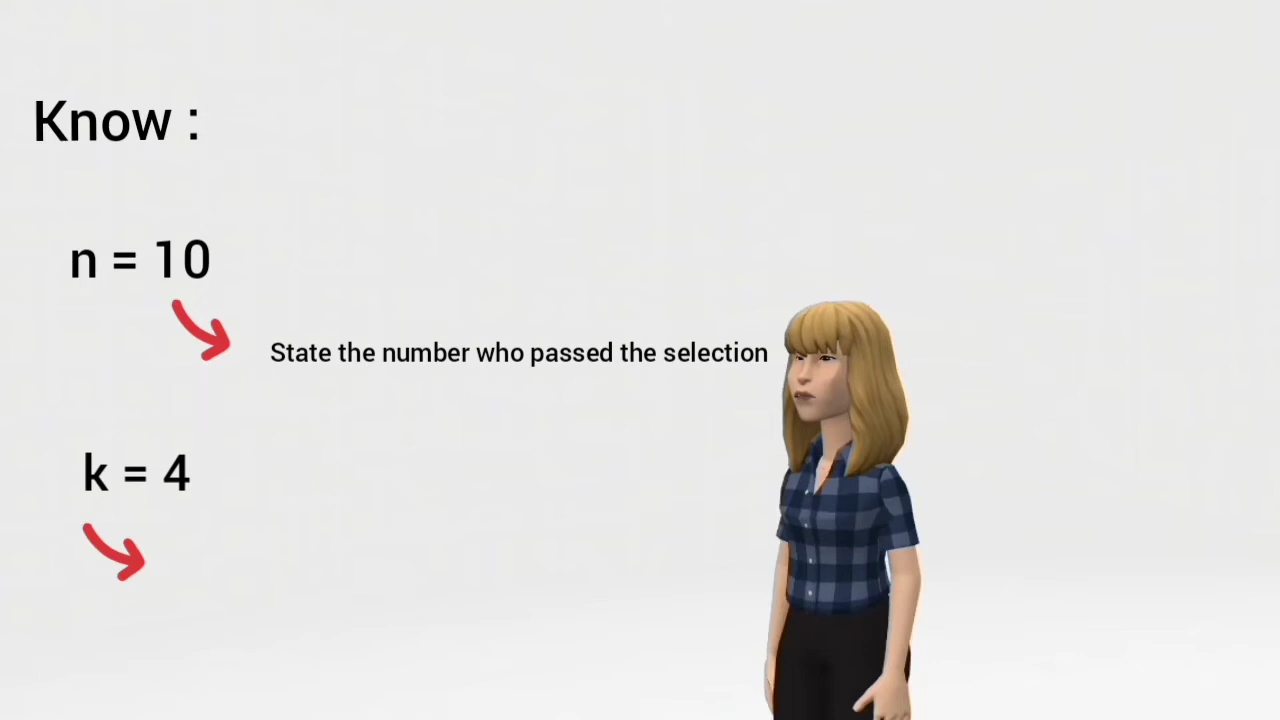 Know :
n = 10
State the number who passed the selection
k = 4